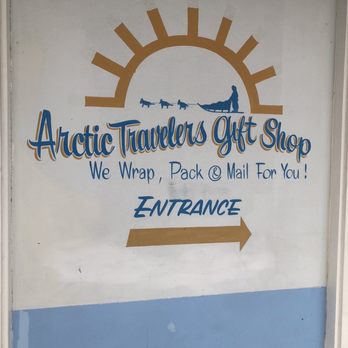 Arctic Travelers Gift Shop
We Wrap, Pack & Mail For You!
ENTRANCE